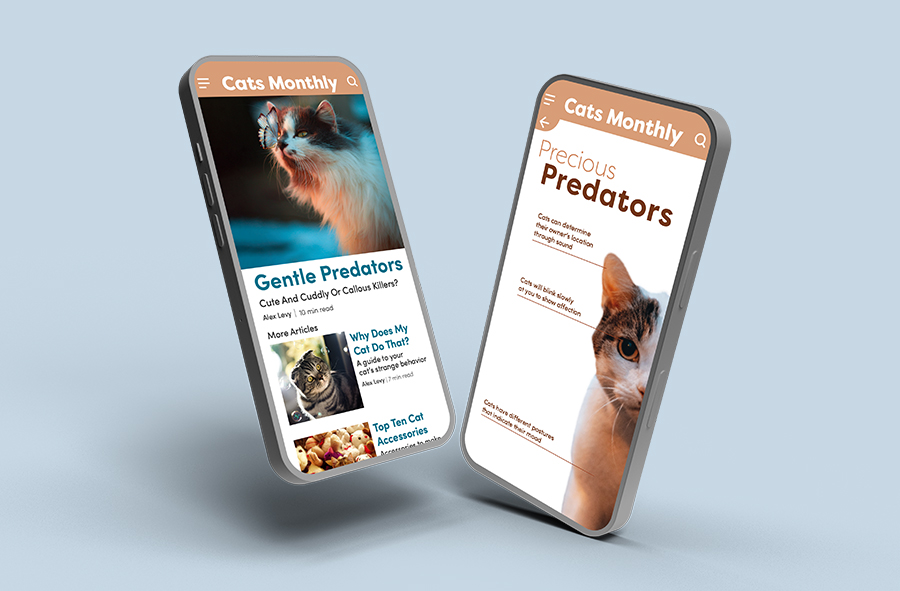 Cats Monthly
Gentle Predators
Cute And Cuddly Or Callous Killers?
Alex Levy | 10 min read
More Articles
Why Does My
Cat Do That?
A guide to your
cat's strange behavior
Alex Levy | 7 min read
Top Ten Cat
Accessories
Accessories to make
Cats Monthly
Precious
Predators
Cats can determine
their owner's location
through sound
Cats will blink slowly
at you to show affection
Cats have different postures
that indicate their mood